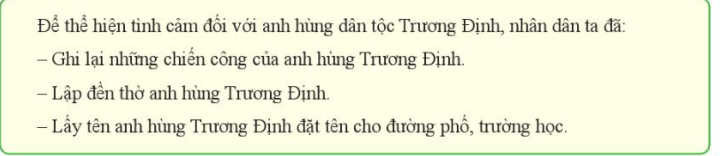 Để thể hiện tình cảm đối với anh hùng dân tộc Trương Định, nhân dân ta đã:
– Ghi lại những chiến công của anh hùng Trương Định.
– Lập đền thờ anh hùng Trương Định.
– Lấy tên anh hùng Trương Định đặt tên cho đường phố, trường học.